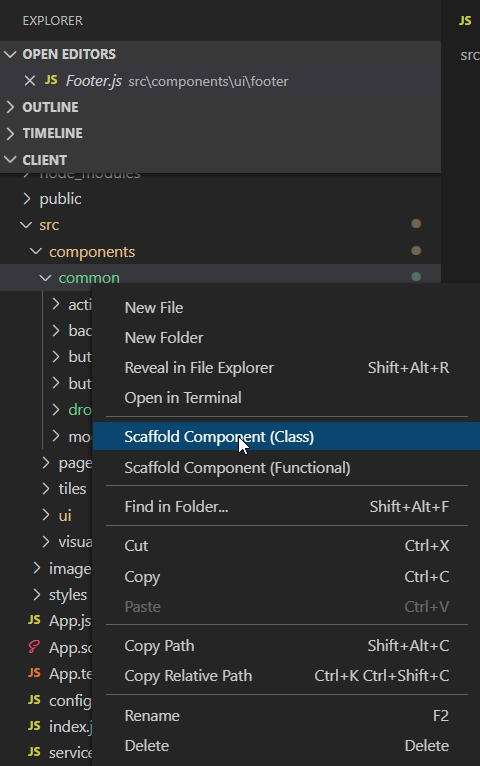 EXPLORER
JS
OPEN EDITORS
src
JS Footer.js src\components\ui\footer
OUTLINE
TIMELINE
CLIENT
node_modules
public
src
components
common
New File
New Folder
Reveal in File Explorer Shift+Alt+R
Open in Terminal
Scaffold Component (Class)
Scaffold Component (Functional)
Find in Folder... Shift+Alt+F
Cut Ctrl+X
Copy Ctrl+C
Paste Ctrl+V
Copy Path Shift+Alt+C
Copy Relative Path Ctrl+K Ctrl+Shift+C
Rename F2
Delete Delete
acti
bac
but
but
dro
mo
page
tiles
ui
visua
image
styles
JS App.js
App.sc
JS App.te
JS config
JS index.j
JS service